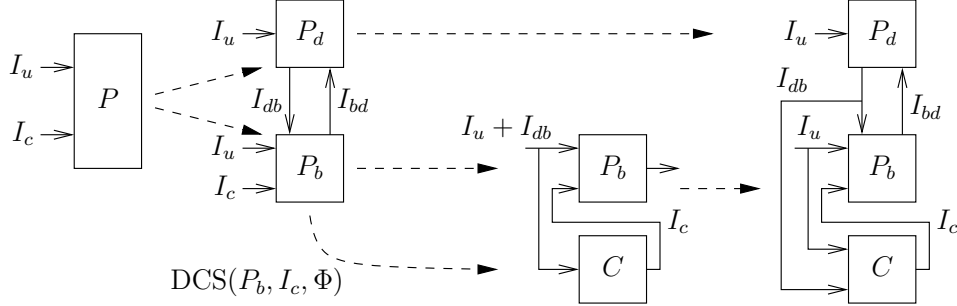 I_u
I_c
P
I_u
P_d
I_{db}
I_{bd}
I_u
I_c
P_b
DCS(P_b, I_c, Φ)
I_u + I_{db}
P_b
I_c
C
I_u
P_d
I_{db}
I_{bd}
I_u
P_b
I_c
C